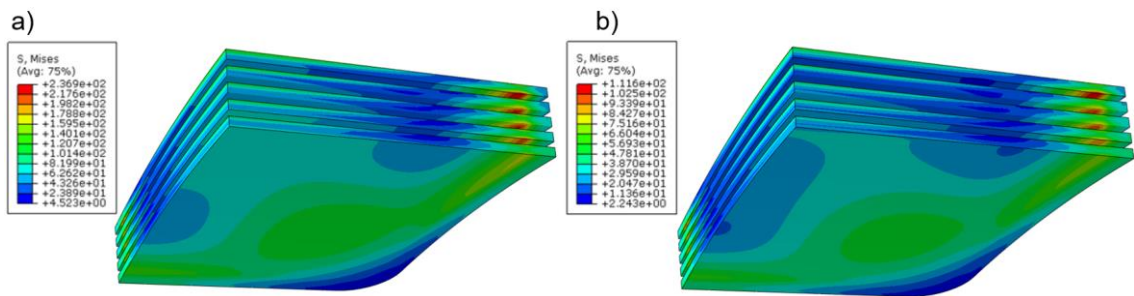 a)
S, Mises
(Avg: 75%)
+2.369e+02
+2.176e+02
+1.982e+02
+1.788e+02
+1.595e+02
+1.401e+02
+1.207e+02
+1.014e+02
+8.199e+01
+6.262e+01
+4.326e+01
+2.389e+01
+4.523e+00
b)
S, Mises
(Avg: 75%)
+1.116e+02
+1.025e+02
+9.339e+01
+8.427e+01
+7.516e+01
+6.604e+01
+5.693e+01
+4.781e+01
+3.870e+01
+2.959e+01
+2.047e+01
+1.136e+01
+2.243e+00